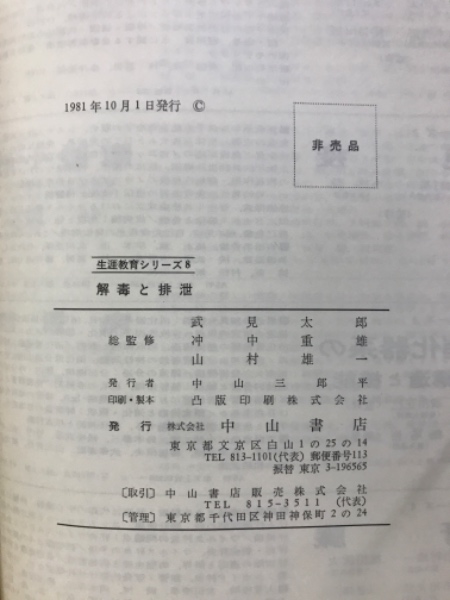 1981年10月1日発行 ©
非売品
生涯教育シリーズ8
解毒と排泄
武見太郎
総監修 冲中重雄
山村雄一
発行者 中山三郎平
印刷・製本 凸版印刷株式会社
発行 株式会社 中山書店
東京都文京区白山1の25の14
TEL 813-1101(代表) 郵便番号113
振替 東京 3-196565
〔取引〕 中山書店販売株式会社
TEL 815-3511 (代表)
〔管理〕 東京都千代田区神田神保町2の24